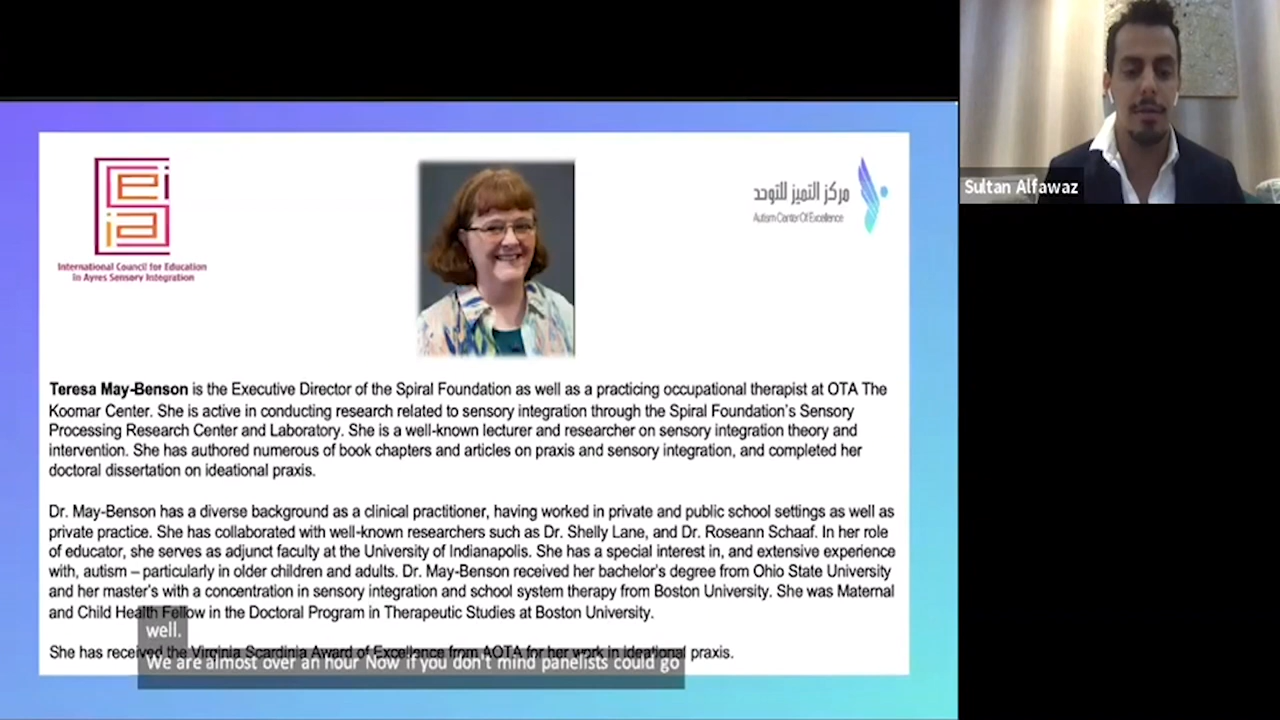 Sultan Alfawaz
ei
ia
International Council for Education
in Ayres Sensory Integration
مركز التميز للتوحد
Autism Center Of Excellence
Teresa May-Benson is the Executive Director of the Spiral Foundation as well as a practicing occupational therapist at OTA The
Koomar Center. She is active in conducting research related to sensory integration through the Spiral Foundation's Sensory
Processing Research Center and Laboratory. She is a well-known lecturer and researcher on sensory integration theory and
intervention. She has authored numerous of book chapters and articles on praxis and sensory integration, and completed her
doctoral dissertation on ideational praxis.
Dr. May-Benson has a diverse background as a clinical practitioner, having worked in private and public school settings as well as
private practice. She has collaborated with well-known researchers such as Dr. Shelly Lane, and Dr. Roseann Schaaf. In her role
of educator, she serves as adjunct faculty at the University of Indianapolis. She has a special interest in, and extensive experience
with, autism – particularly in older children and adults. Dr. May-Benson received her bachelor's degree from Ohio State University
and her master's with a concentration in sensory integration and school system therapy from Boston University. She was Maternal
and Child Health Fellow in the Doctoral Program in Therapeutic Studies at Boston University.
She has received the Virginia Scardinia Award of Excellence from AOTA for her work in ideational praxis.
well.
We are almost over an hour Now if you don't mind panelists could go